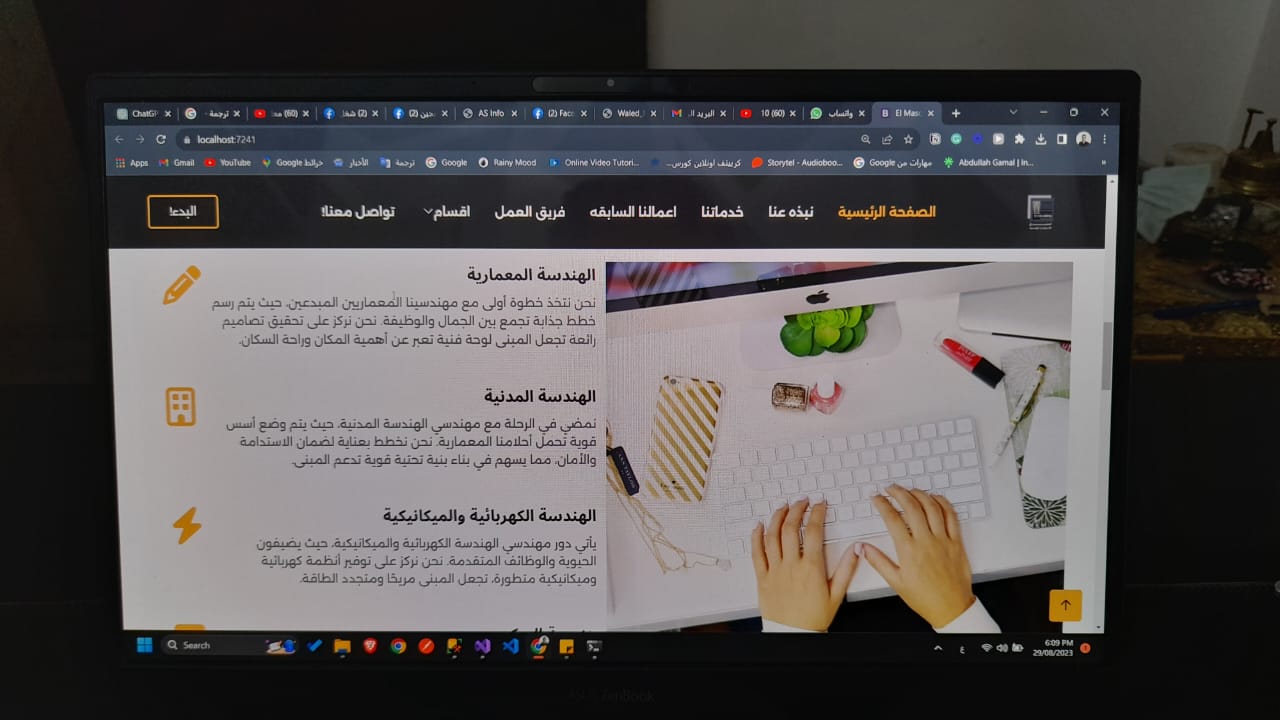 ChatGP
ترجمة
(60)
(2)
(2)
AS Info
(2) Face
Waled
البريد الـ
10 (60)
واتساب
El Masc
localhost:7241
Apps
Gmail
YouTube
خرائط Google
الأخبار
ترجمة
Google
Rainy Mood
Online Video Tutori...
كرييتف اونلاين كورس...
Storytel - Audioboo...
مهارات من Google
Abdullah Gamal | In...
»
الصفحة الرئيسية
نبذه عنا
خدماتنا
اعمالنا السابقه
فريق العمل
اقسام
تواصل معنا!
البدء!
الهندسة المعمارية
نحن نتخذ خطوة أولى مع مهندسينا المعماريين المبدعين، حيث يتم رسم
خطط جذابة تجمع بين الجمال والوظيفة. نحن نركز على تحقيق تصاميم
رائعة تجعل المبنى لوحة فنية تعبر عن أهمية المكان وراحة السكان.
الهندسة المدنية
نمضي في الرحلة مع مهندسي الهندسة المدنية، حيث يتم وضع أسس
قوية تحمل أحلامنا المعمارية. نحن نخطط بعناية لضمان الاستدامة
والأمان، مما يسهم في بناء بنية تحتية قوية تدعم المبنى.
الهندسة الكهربائية والميكانيكية
يأتي دور مهندسي الهندسة الكهربائية والميكانيكية، حيث يضيفون
الحيوية والوظائف المتقدمة. نحن نركز على توفير أنظمة كهربائية
وميكانيكية متطورة، تجعل المبنى مريحًا ومتجدد الطاقة.
Search
ع
6:09 PM
29/08/2023
ASUS ZenBook